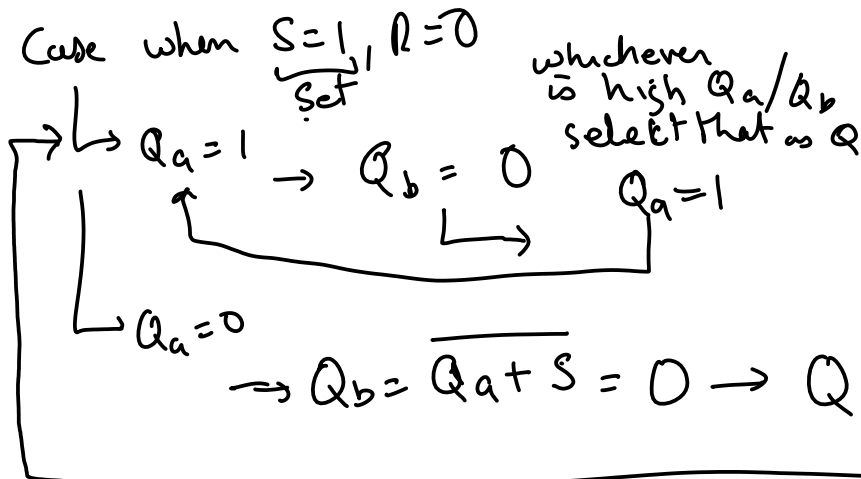 Case when S=1, R=0
Set
whichever
is high Qa/Qb
select that as Q
→ Qa = 1 → Qb = 0
Qa = 1
Qa = 0
→ Qb = \overline{Qa + S} = 0 → Q